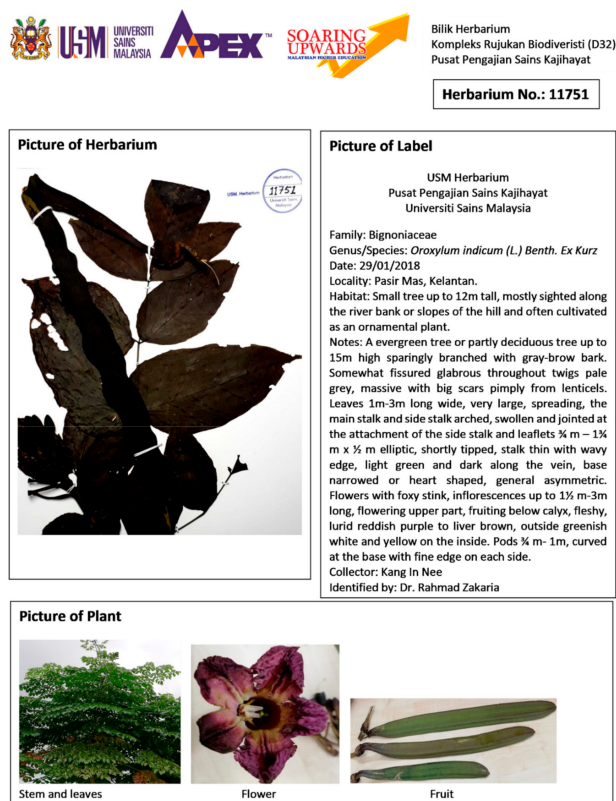 USM
UNIVERSITI
SAINS
MALAYSIA
APEX™
SOARING
UPWARDS
MALAYSIAN HIGHER EDUCATION
Bilik Herbarium
Kompleks Rujukan Biodiveristi (D32)
Pusat Pengajian Sains Kajihayat
Herbarium No.: 11751
Picture of Herbarium
USM Herbarium
Herbarium
11751
Universiti Sains
Malaysia
Picture of Label
USM Herbarium
Pusat Pengajian Sains Kajihayat
Universiti Sains Malaysia
Family: Bignoniaceae
Genus/Species: Oroxylum indicum (L.) Benth. Ex Kurz
Date: 29/01/2018
Locality: Pasir Mas, Kelantan.
Habitat: Small tree up to 12m tall, mostly sighted along
the river bank or slopes of the hill and often cultivated
as an ornamental plant.
Notes: A evergreen tree or partly deciduous tree up to
15m high sparingly branched with gray-brow bark.
Somewhat fissured glabrous throughout twigs pale
grey, massive with big scars pimply from lenticels.
Leaves 1m-3m long wide, very large, spreading, the
main stalk and side stalk arched, swollen and jointed at
the attachment of the side stalk and leaflets ¾ m – 1¾
m x ½ m elliptic, shortly tipped, stalk thin with wavy
edge, light green and dark along the vein, base
narrowed or heart shaped, general asymmetric.
Flowers with foxy stink, inflorescences up to 1½ m-3m
long, flowering upper part, fruiting below calyx, fleshy,
lurid reddish purple to liver brown, outside greenish
white and yellow on the inside. Pods ¾ m- 1m, curved
at the base with fine edge on each side.
Collector: Kang In Nee
Identified by: Dr. Rahmad Zakaria
Picture of Plant
Stem and leaves
Flower
Fruit